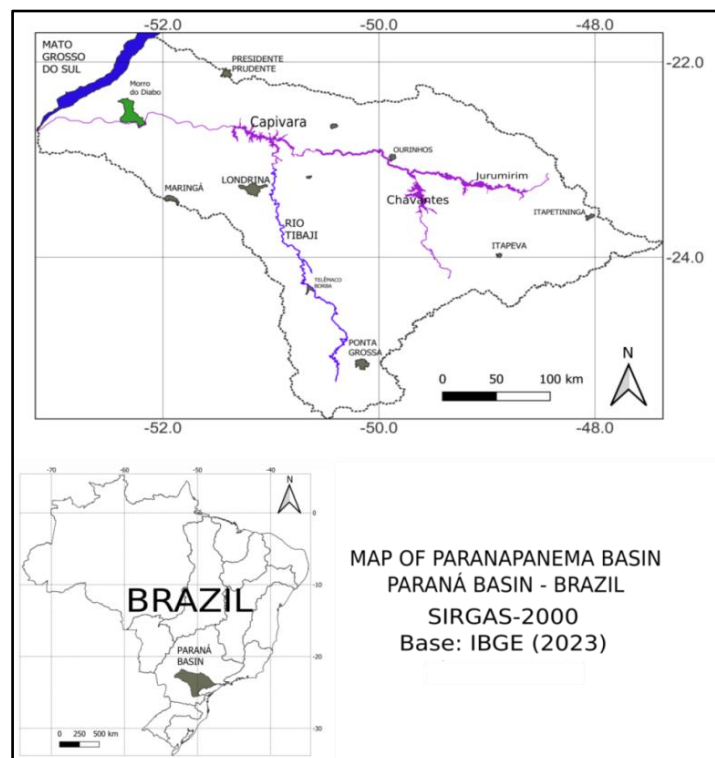 -52.0
-50.0
-48.0
MATO
GROSSO
DO SUL
PRESIDENTE
PRUDENTE
-22.0
Morro
do Diabo
Capivara
OURINHOS
LONDRINA
Jurumirim
MARINGÁ
Chavantes
ITAPETININGA
RIO
TIBAJI
ITAPEVA
-24.0
TELÊMACO
BORBA
PONTA
GROSSA
N
0 50 100 km
-52.0
-50.0
-48.0
-70
-60
-50
-40
N
0
-10
BRAZIL
PARANÁ
BASIN
-20
-30
0 250 500 km
MAP OF PARANAPANEMA BASIN
PARANÁ BASIN - BRAZIL
SIRGAS-2000
Base: IBGE (2023)